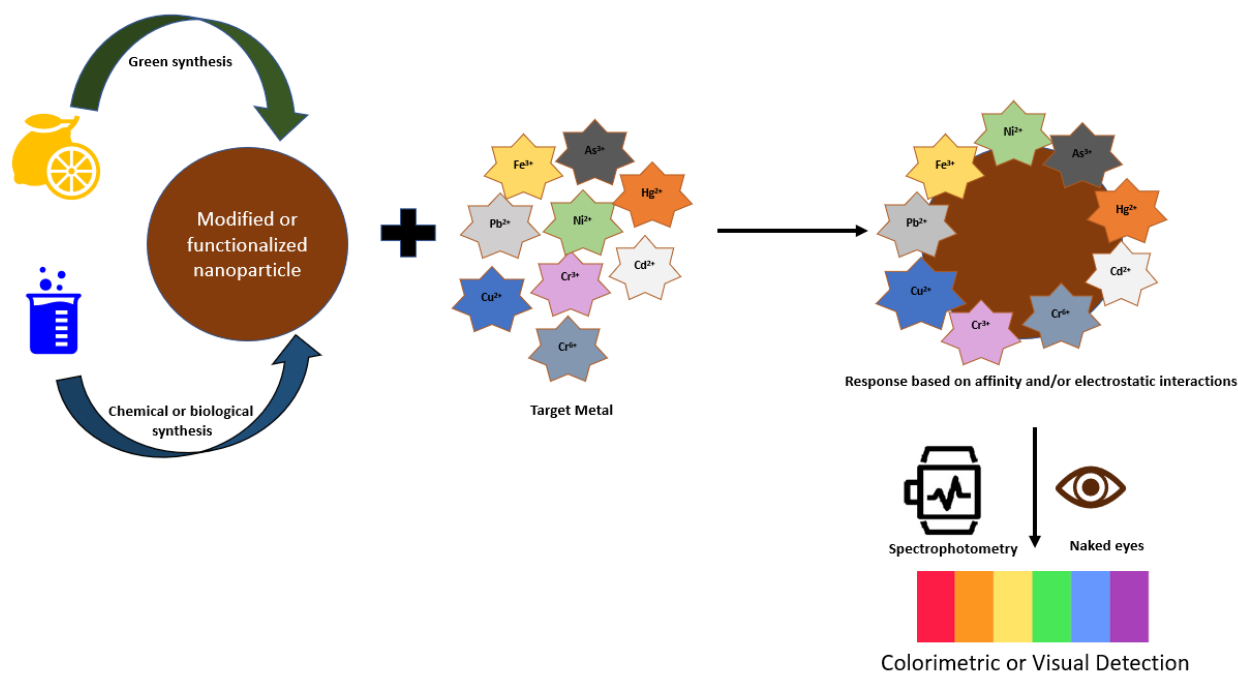 Green synthesis
Modified or
functionalized
nanoparticle
Chemical or biological
synthesis
As³⁺
Fe³⁺
Hg²⁺
Pb²⁺
Ni²⁺
Cd²⁺
Cr³⁺
Cu²⁺
Cr⁶⁺
Target Metal
Ni²⁺
As³⁺
Fe³⁺
Hg²⁺
Pb²⁺
Cd²⁺
Cu²⁺
Cr⁶⁺
Cr³⁺
Response based on affinity and/or electrostatic interactions
Spectrophotometry
Naked eyes
Colorimetric or Visual Detection